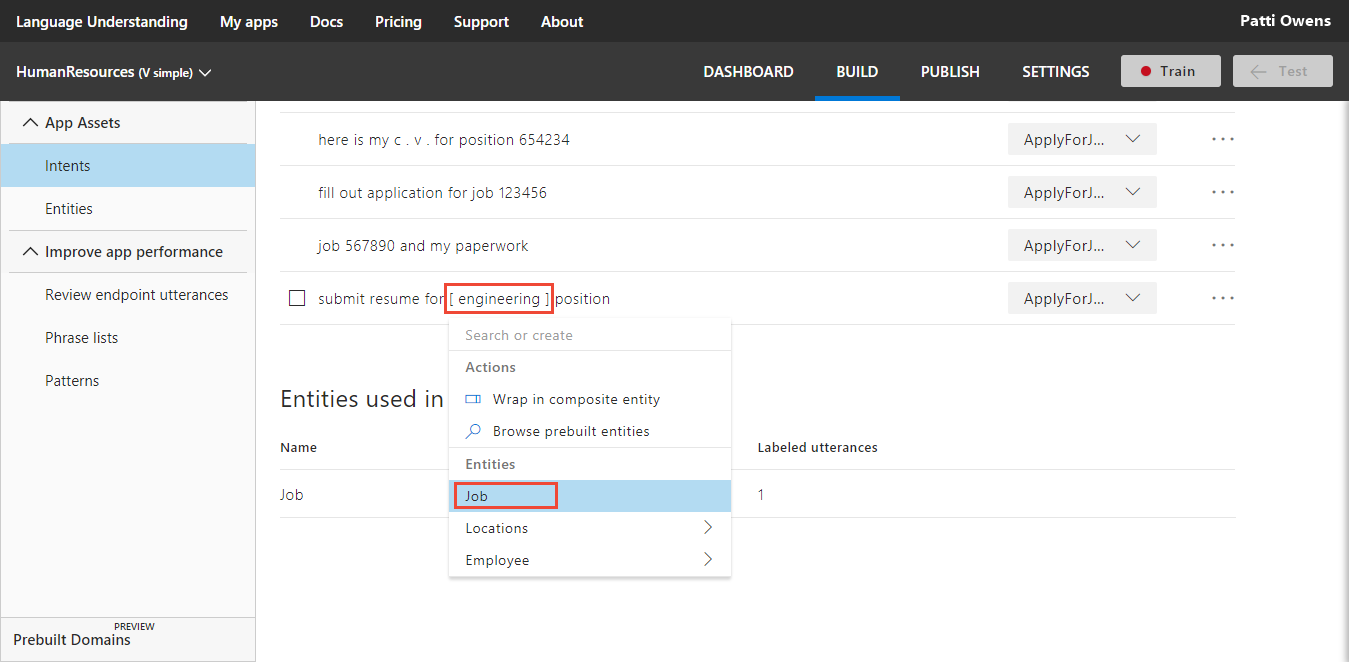 Language Understanding My apps Docs Pricing Support About Patti Owens
HumanResources (V simple) DASHBOARD BUILD PUBLISH SETTINGS Train Test
App Assets
Intents
Entities
Improve app performance
Review endpoint utterances
Phrase lists
Patterns
PREVIEW
Prebuilt Domains
here is my c . v . for position 654234 ApplyForJ... ...
fill out application for job 123456 ApplyForJ... ...
job 567890 and my paperwork ApplyForJ... ...
submit resume for [ engineering ] position ApplyForJ... ...
Search or create
Actions
Wrap in composite entity
Browse prebuilt entities
Entities
Job
Locations
Employee
Entities used in
Name Labeled utterances
Job 1